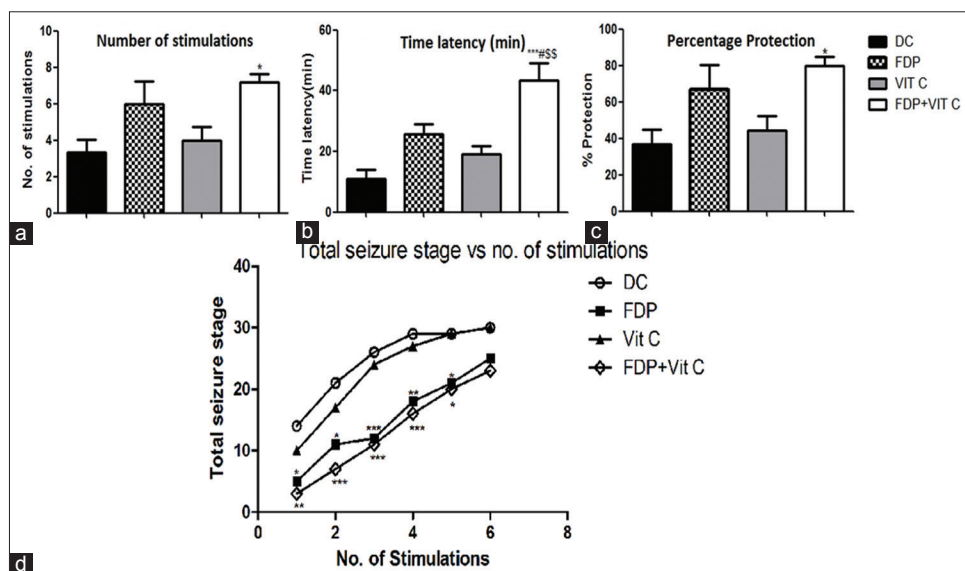 Number of stimulations
No. of stimulations
8
6
4
2
0
*
a
Time latency (min)
Time latency(min)
60
40
20
0
***#$$
b
Percentage Protection
% Protection
100
80
60
40
20
0
*
c
DC
FDP
VIT C
FDP+VIT C
Total seizure stage vs no. of stimulations
Total seizure stage
40
30
20
10
0
*
*
***
**
*
**
***
***
***
*
0
2
4
6
8
No. of Stimulations
DC
FDP
Vit C
FDP+Vit C
d